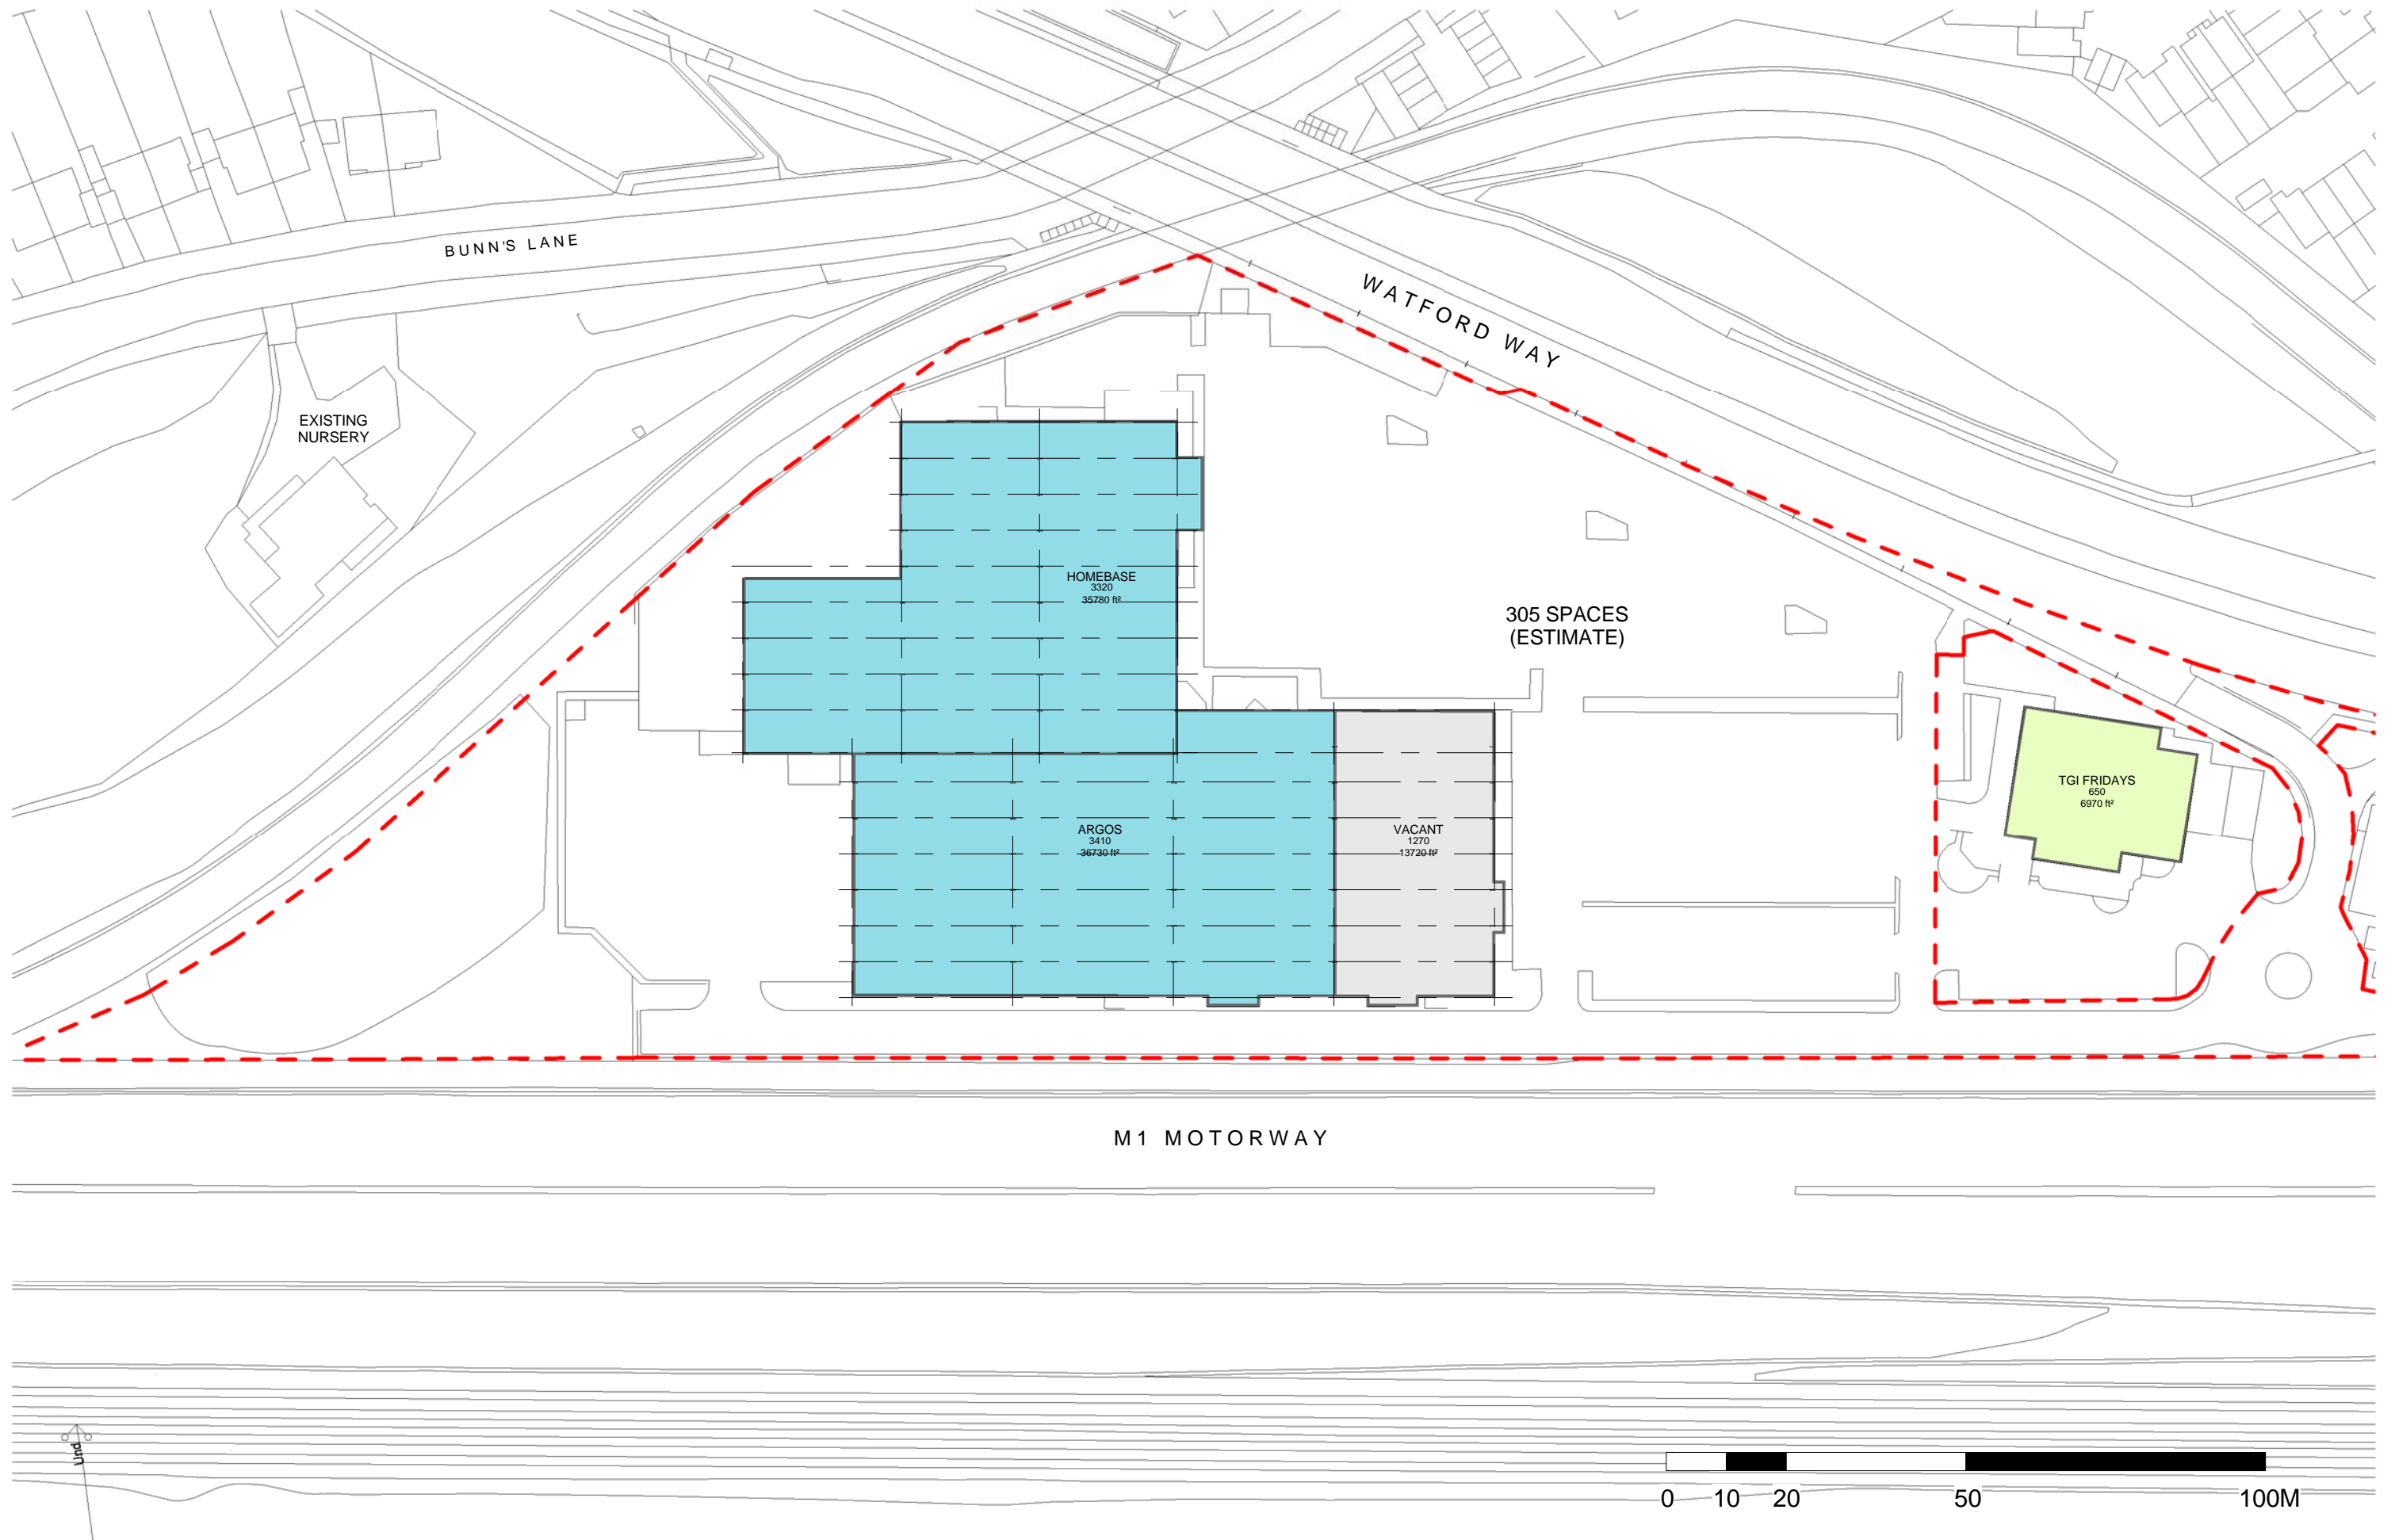 BUNN'S LANE
WATFORD WAY
EXISTING
NURSERY
HOMEBASE
3320
35780 ft²
305 SPACES
(ESTIMATE)
TGI FRIDAYS
650
6970 ft²
ARGOS
3410
36730 ft²
VACANT
1270
13720 ft²
M1 MOTORWAY
Und
0 10 20 50 100M